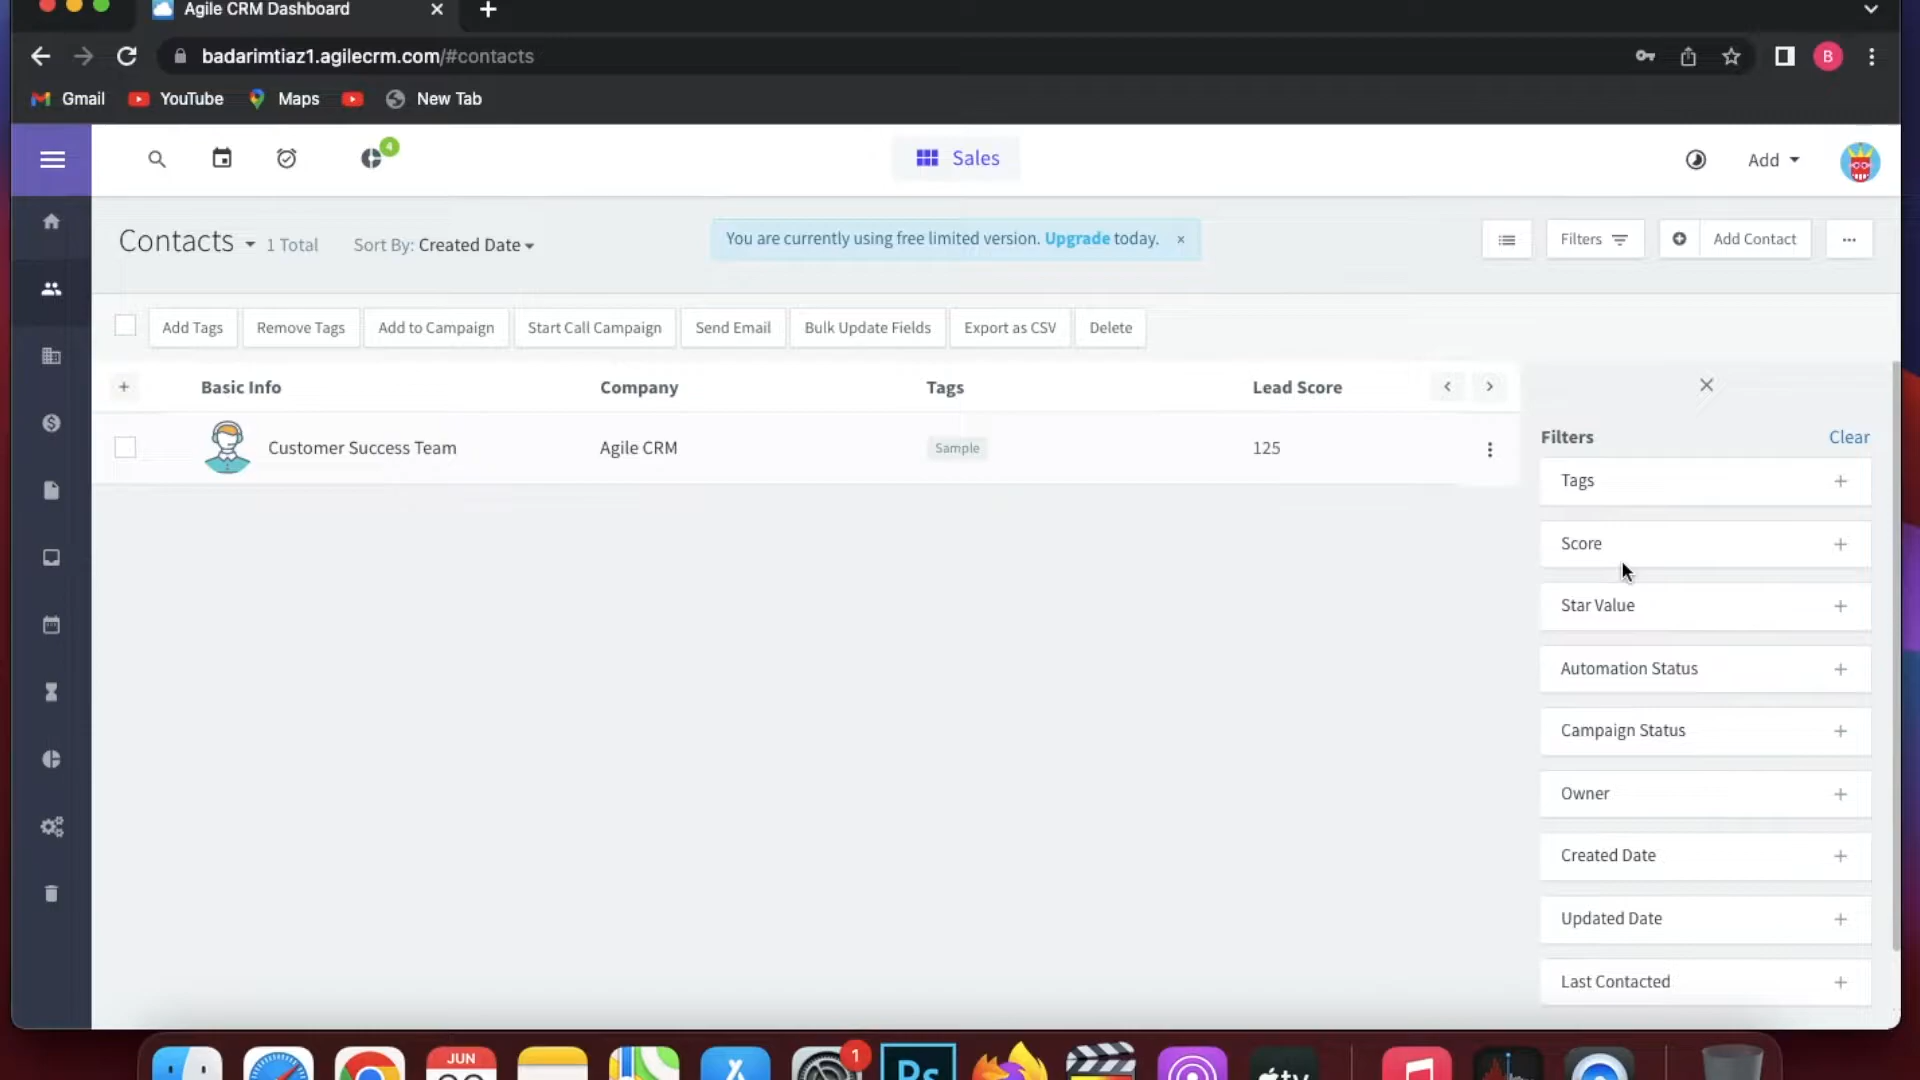 Agile CRM Dashboard
badarimtiaz1.agilecrm.com/#contacts
B
Gmail YouTube Maps New Tab
4
Sales
Add
Contacts 1 Total Sort By: Created Date
You are currently using free limited version. Upgrade today. ×
Filters
Add Contact
Add Tags Remove Tags Add to Campaign Start Call Campaign Send Email Bulk Update Fields Export as CSV Delete
Basic Info Company Tags Lead Score
Customer Success Team Agile CRM Sample 125
Filters Clear
Tags
Score
Star Value
Automation Status
Campaign Status
Owner
Created Date
Updated Date
Last Contacted
JUN
1
Ps